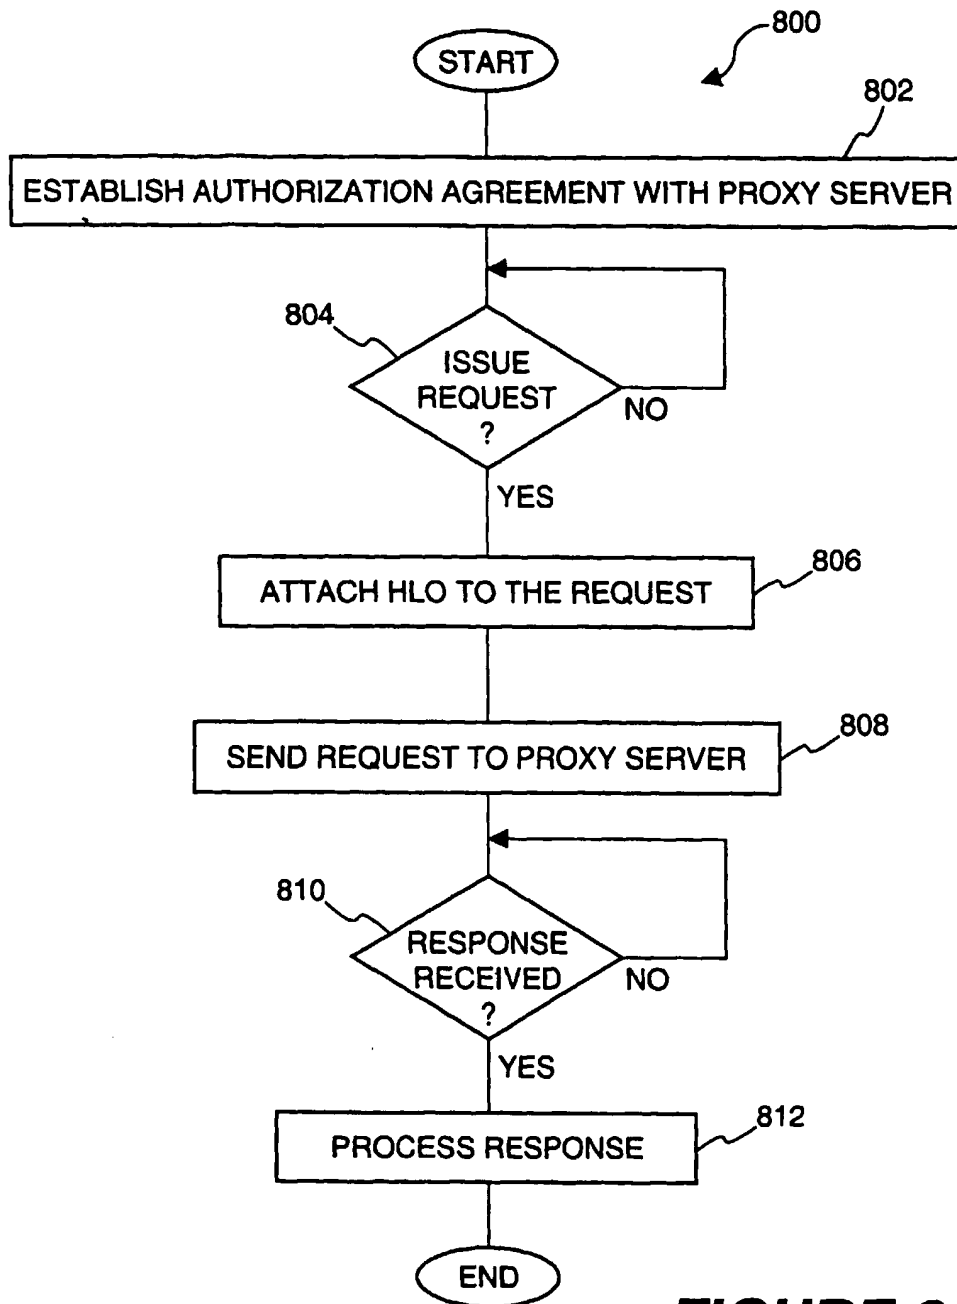 START
800
802
ESTABLISH AUTHORIZATION AGREEMENT WITH PROXY SERVER
804
ISSUE
REQUEST
?
NO
YES
806
ATTACH HLO TO THE REQUEST
808
SEND REQUEST TO PROXY SERVER
810
RESPONSE
RECEIVED
?
NO
YES
812
PROCESS RESPONSE
END
FIGURE